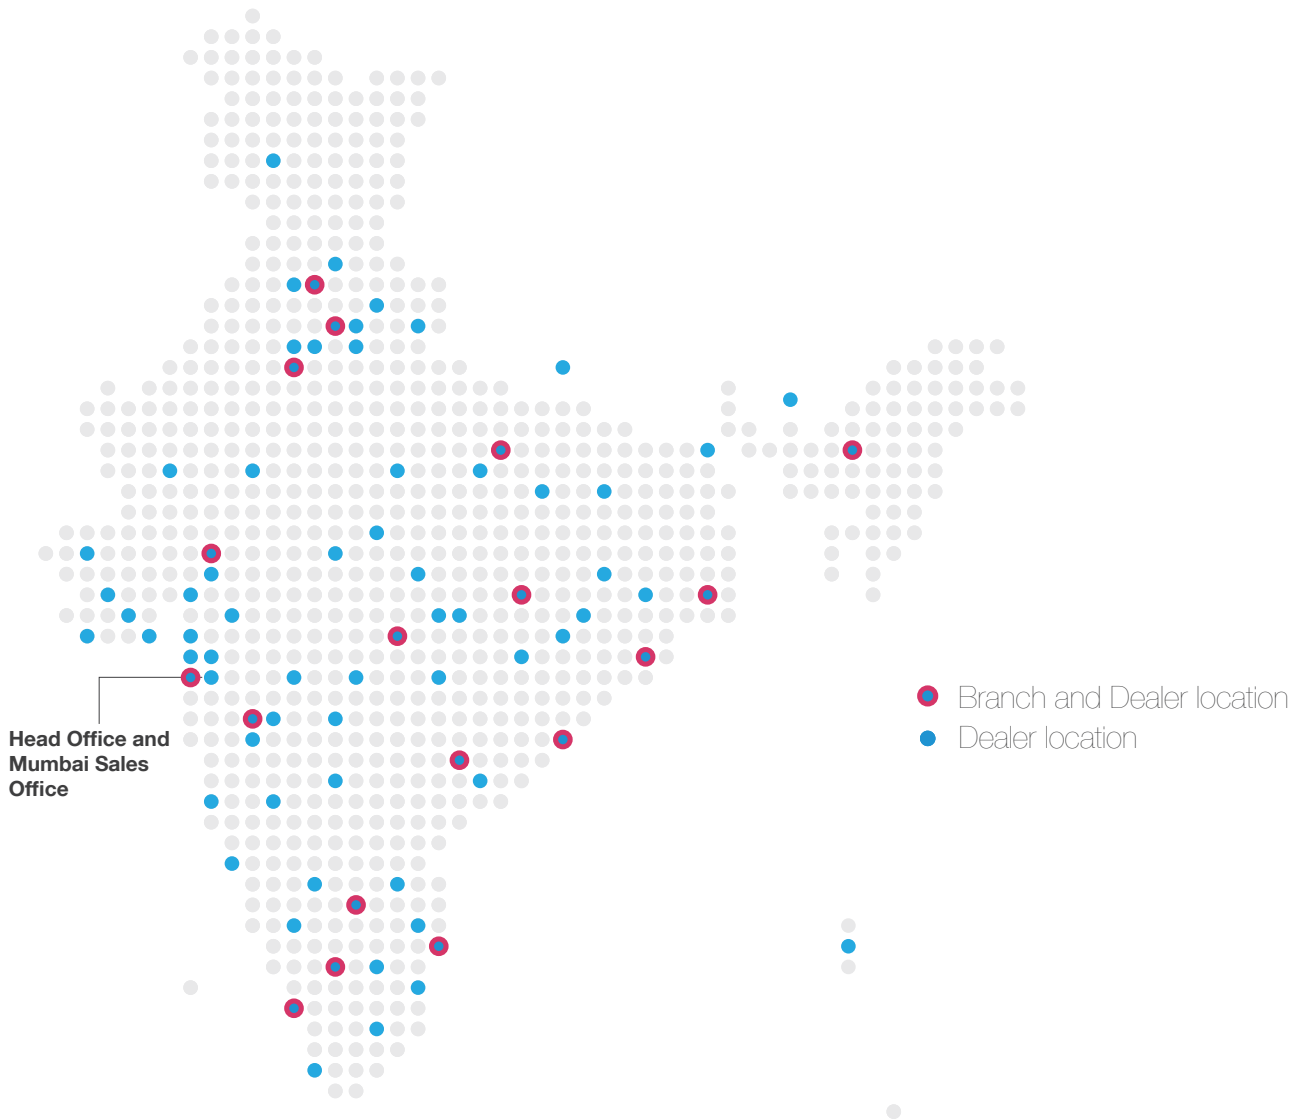 Branch and Dealer location
Dealer location
Head Office and
Mumbai Sales
Office